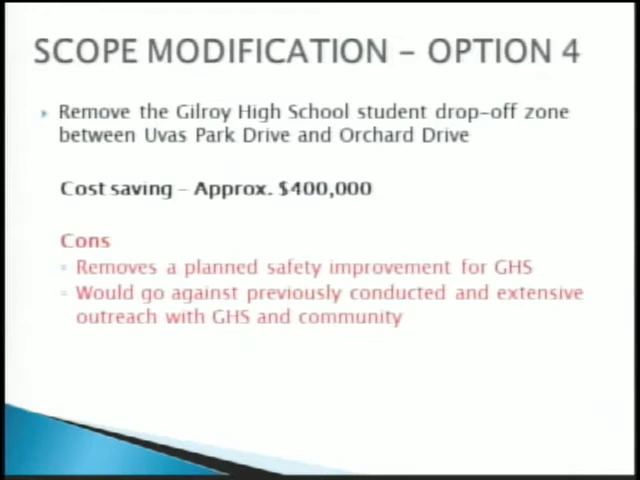 SCOPE MODIFICATION – OPTION 4
Remove the Gilroy High School student drop-off zone
between Uvas Park Drive and Orchard Drive
Cost saving – Approx. $400,000
Cons
Removes a planned safety improvement for GHS
Would go against previously conducted and extensive
outreach with GHS and community